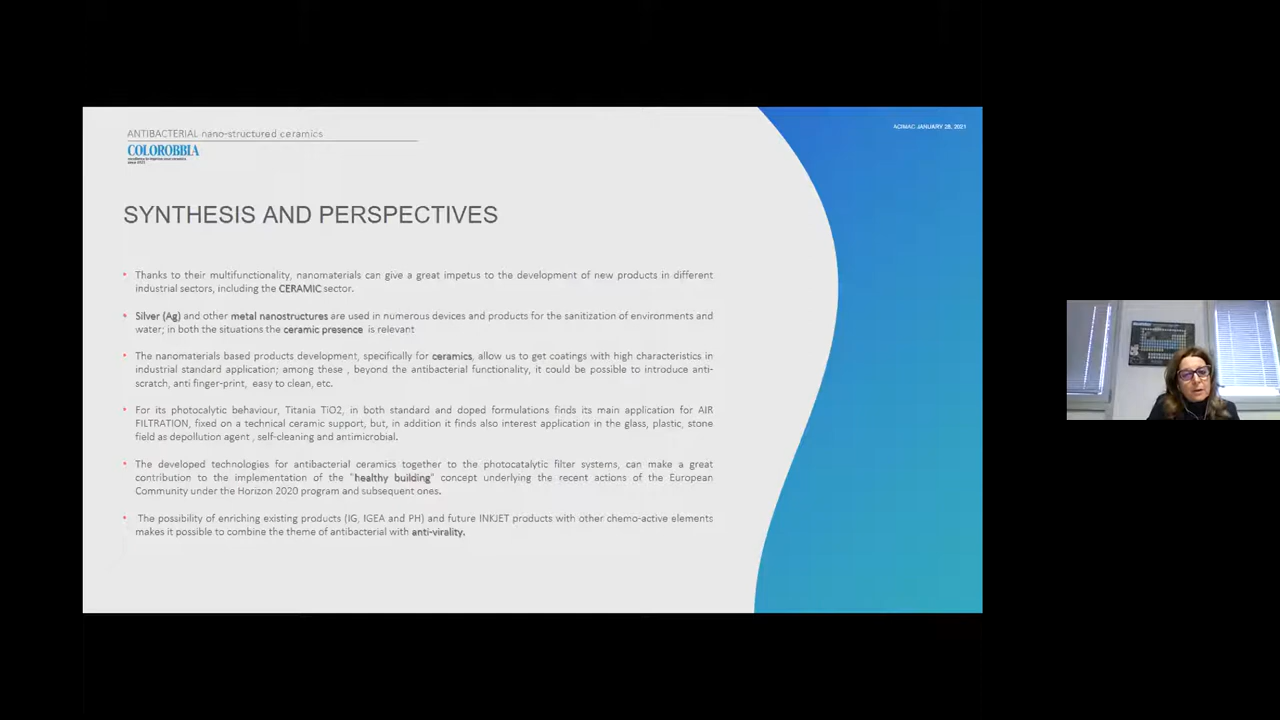 ANTIBACTERIAL nano-structured ceramics
COLOROBBIA
since 1921
ACIMAC JANUARY 28, 2021
SYNTHESIS AND PERSPECTIVES
• Thanks to their multifunctionality, nanomaterials can give a great impetus to the development of new products in different
industrial sectors, including the CERAMIC sector.
• Silver (Ag) and other metal nanostructures are used in numerous devices and products for the sanitization of environments and
water; in both the situations the ceramic presence is relevant
• The nanomaterials based products development, specifically for ceramics, allow us to get coatings with high characteristics in
industrial standard application; among these , beyond the antibacterial functionality, it could be possible to introduce anti-
scratch, anti finger-print, easy to clean, etc.
• For its photocalytic behaviour, Titania TiO2, in both standard and doped formulations finds its main application for AIR
FILTRATION, fixed on a technical ceramic support, but, in addition it finds also interest application in the glass, plastic, stone
field as depollution agent , self-cleaning and antimicrobial.
• The developed technologies for antibacterial ceramics together to the photocatalytic filter systems, can make a great
contribution to the implementation of the "healthy building" concept underlying the recent actions of the European
Community under the Horizon 2020 program and subsequent ones.
• The possibility of enriching existing products (IG, IGEA and PH) and future INKJET products with other chemo-active elements
makes it possible to combine the theme of antibacterial with anti-virality.